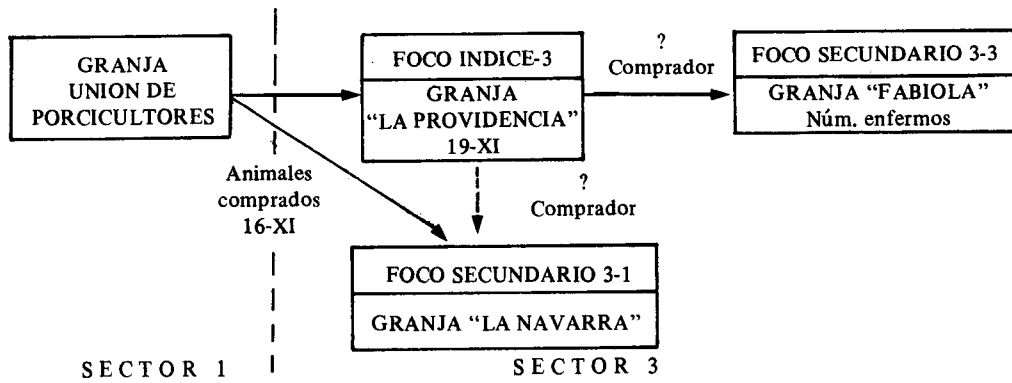 GRANJA
UNION DE
PORCICULTORES
Animales
comprados
16-XI
FOCO INDICE-3
GRANJA
“LA PROVIDENCIA”
19-XI
?
Comprador
FOCO SECUNDARIO 3-3
GRANJA “FABIOLA”
Núm. enfermos
?
Comprador
FOCO SECUNDARIO 3-1
GRANJA “LA NAVARRA”
SECTOR 1
SECTOR 3